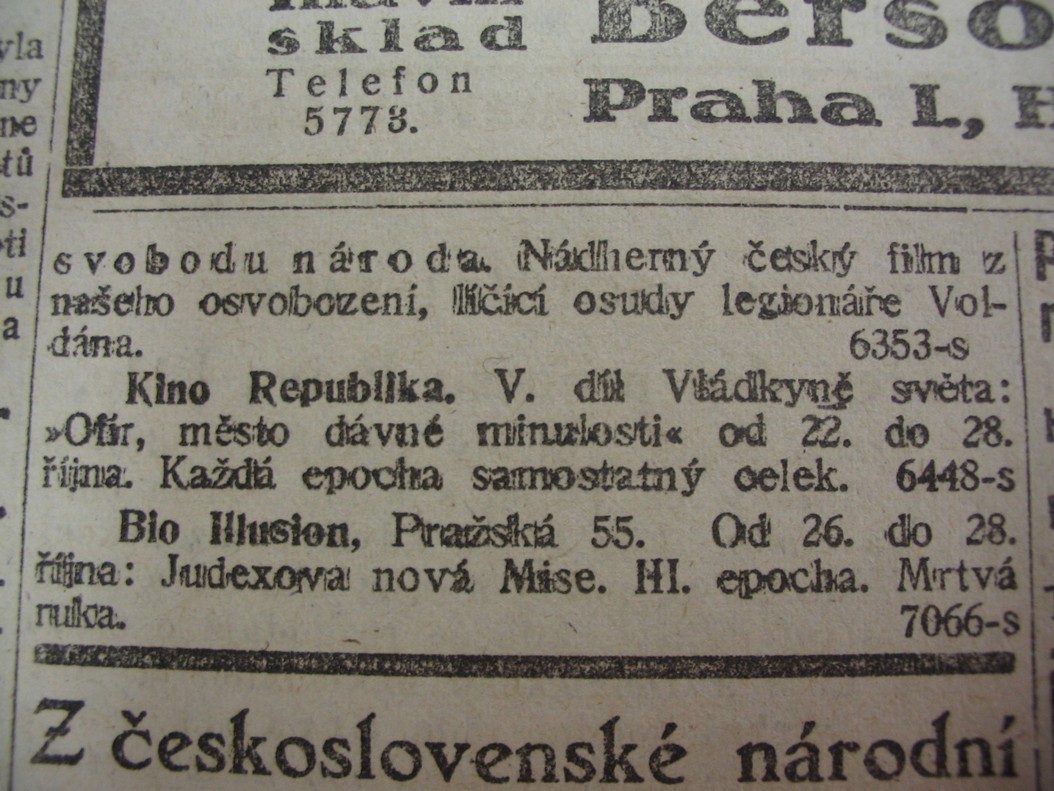 sklad
Telefon
5773.
Praha I.,
svobodu národa. Nádherný český film z
našeho osvobození, líčící osudy legionáře Vol-
dána. 6353-s
Kino Republika. V. díl Vládkyně světa:
»Ofir, město dávné minulosti« od 22. do 28.
října. Každá epocha samostatný celek. 6448-s
Bio Illusion, Pražská 55. Od 26. do 28.
října: Judexova nová Mise. III. epocha. Mrtvá
ruka. 7066-s
Z československé národní